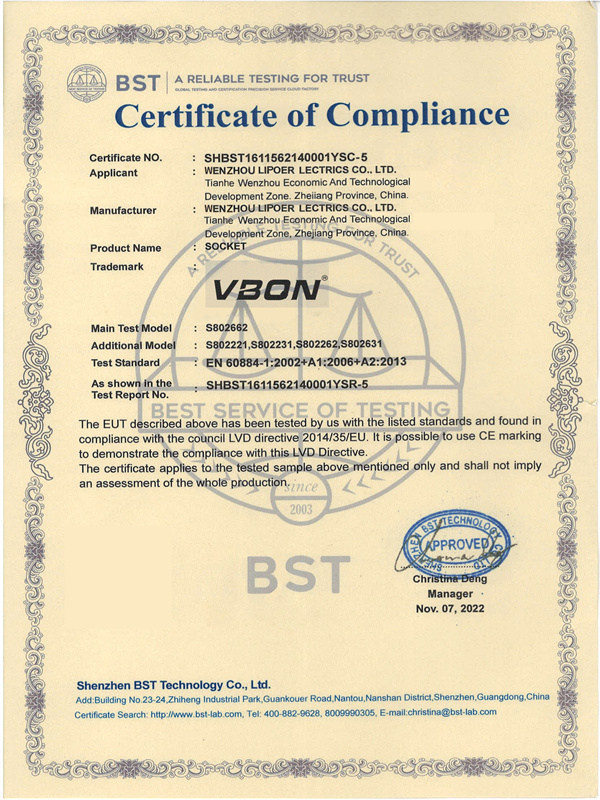 BST A RELIABLE TESTING FOR TRUST
GLOBAL TESTING AND CERTIFICATION PRECISION SERVICE CLOUD FACTORY
Certificate of Compliance
Certificate NO. : SHBST1611562140001YSC-5
Applicant : WENZHOU LIPOER LECTRICS CO., LTD.
Tianhe Wenzhou Economic And Technological
Development Zone. Zheijiang Province, China.
Manufacturer : WENZHOU LIPOER LECTRICS CO., LTD.
Tianhe Wenzhou Economic And Technological
Development Zone, Zhejiang Province, China.
Product Name : SOCKET
Trademark :
A RELIABLE TESTING FOR TRUST
VBON®
Main Test Model : S802662
Additional Model : S802221,S802231,S802262,S802631
Test Standard : EN 60884-1:2002+A1:2006+A2:2013
As shown in the
Test Report No. : SHBST1611562140001YSR-5
BEST SERVICE OF TESTING
The EUT described above has been tested by us with the listed standards and found in
compliance with the council LVD directive 2014/35/EU. It is possible to use CE marking
to demonstrate the compliance with this LVD Directive.
The certificate applies to the tested sample above mentioned only and shall not imply
an assessment of the whole production.
since
2003
SHENZHEN BST TECHNOLOGY CO LTD
APPROVED
BST
Christina Deng
Manager
Nov. 07, 2022
Shenzhen BST Technology Co., Ltd.
Add:Building No.23-24,Zhiheng Industrial Park,Guankouer Road,Nantou,Nanshan District,Shenzhen,Guangdong,China
Certificate Search: http://www.bst-lab.com, Tel: 400-882-9628, 8009990305, E-mail:christina@bst-lab.com